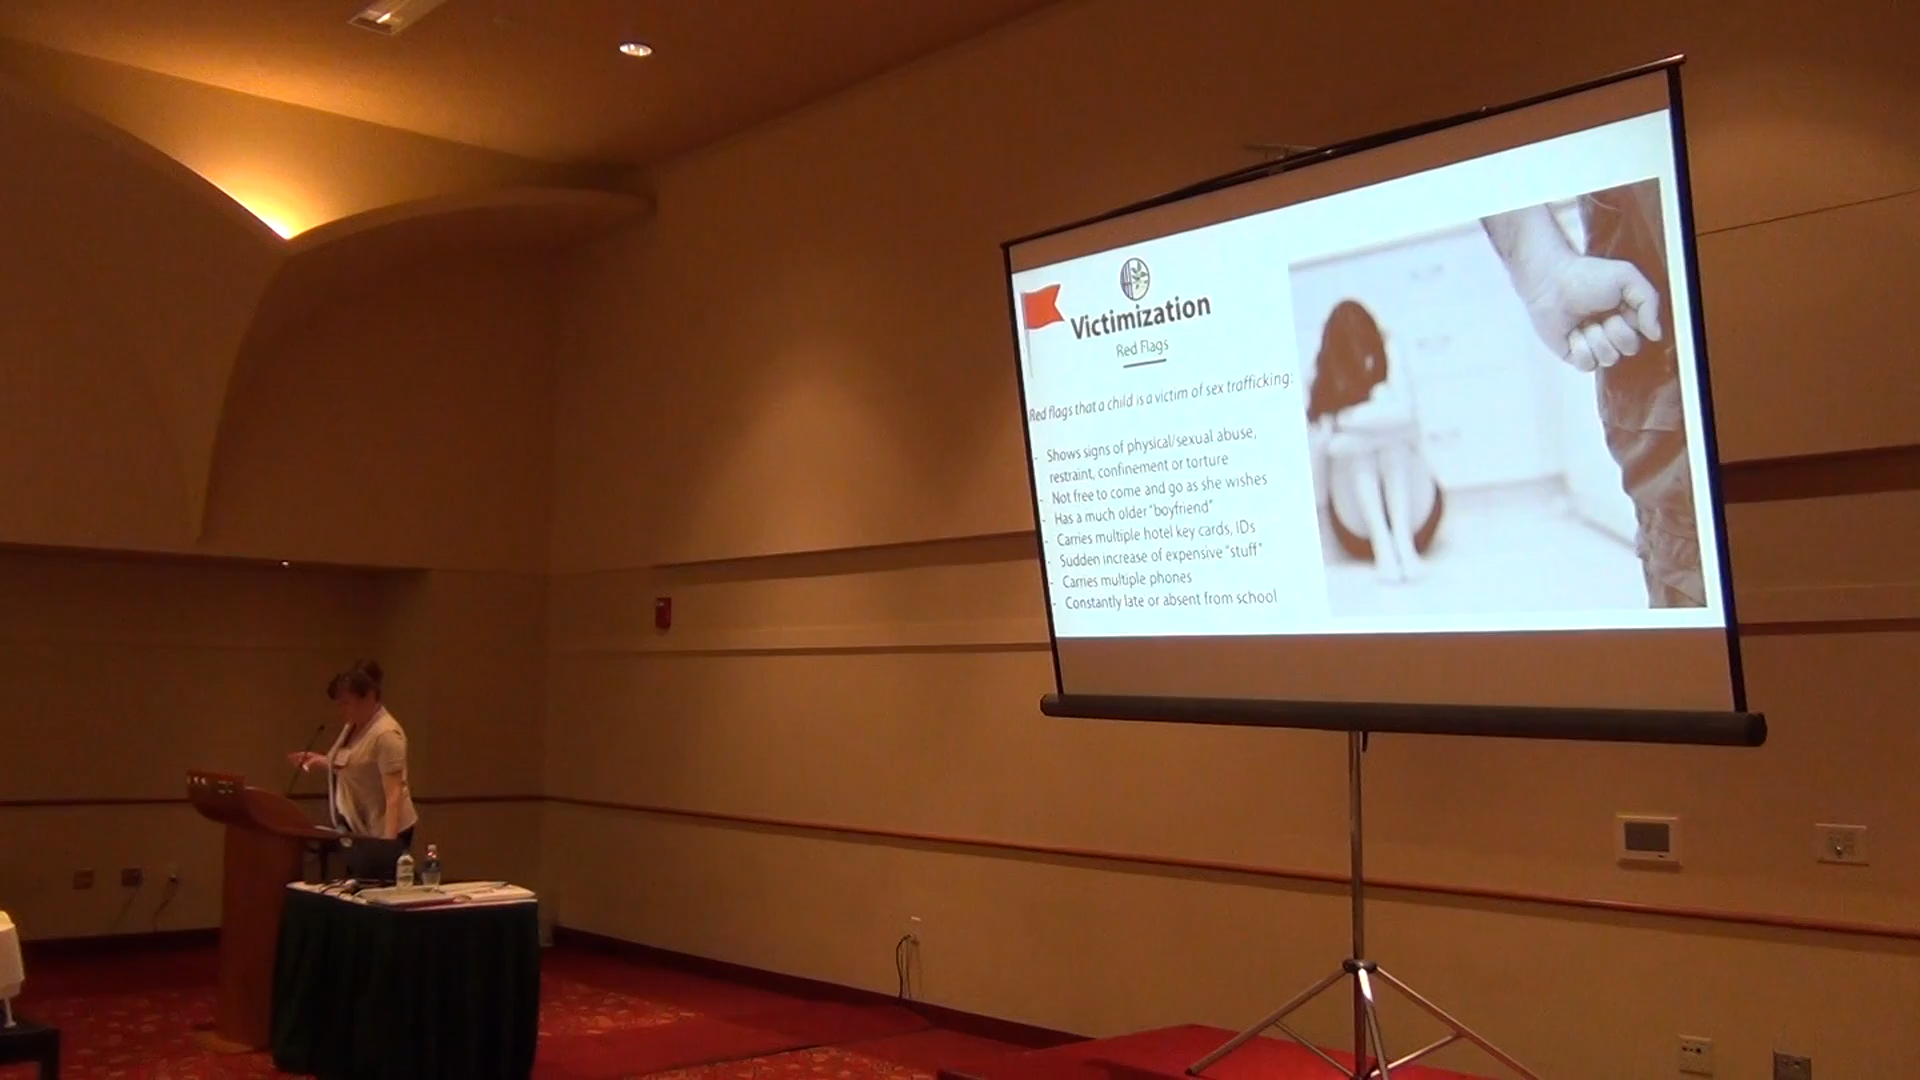 Victimization
Red Flags
Red flags that a child is a victim of sex trafficking:
- Shows signs of physical/sexual abuse,
restraint, confinement or torture
- Not free to come and go as she wishes
- Has a much older "boyfriend"
- Carries multiple hotel key cards, IDs
- Sudden increase of expensive "stuff"
- Carries multiple phones
- Constantly late or absent from school